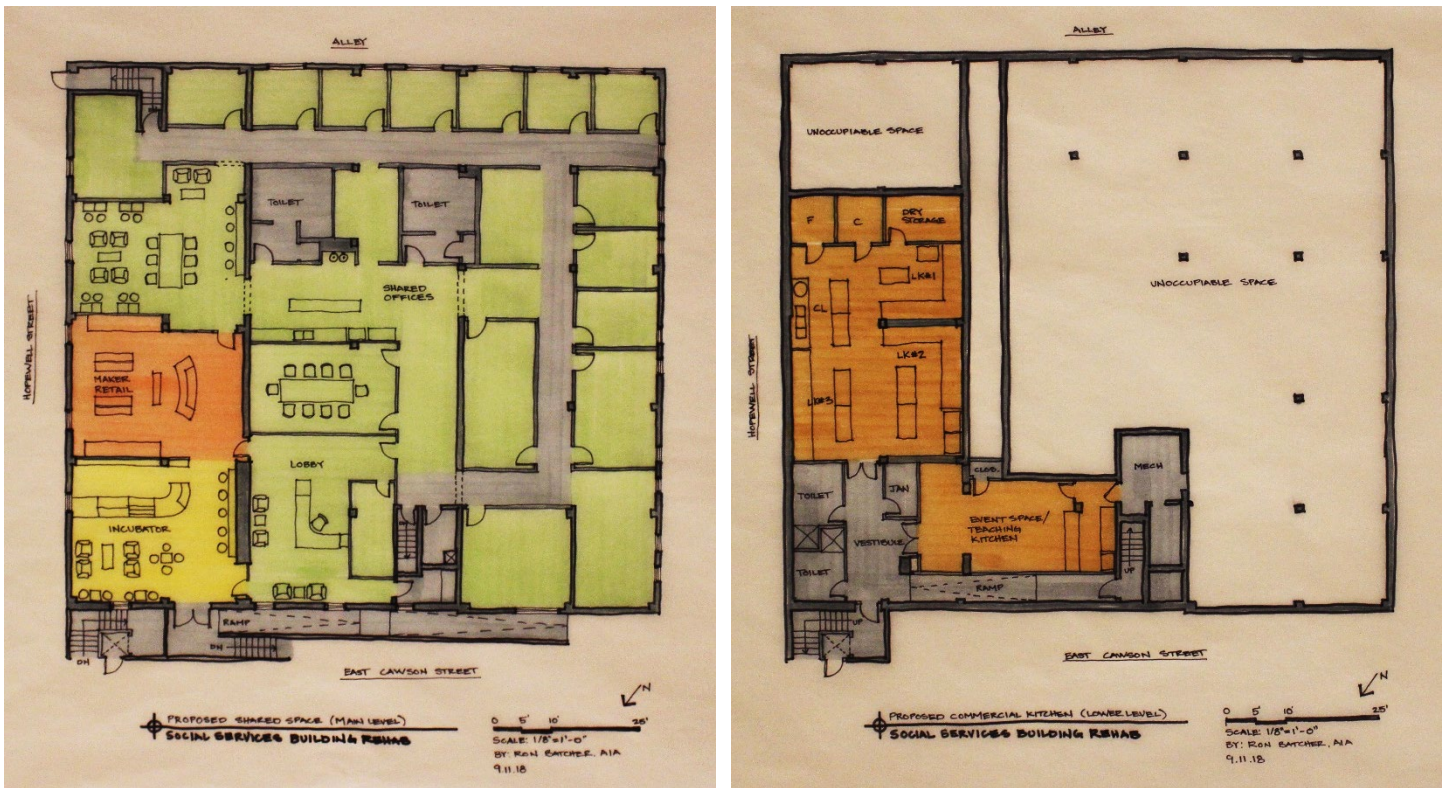 ALLEY
TOILET
TOILET
SHARED
OFFICES
HOPEWELL STREET
MAKER
RETAIL
LOBBY
INCUBATOR
RAMP
DN
DN
EAST CAWSON STREET
N
PROPOSED SHARED SPACE (MAIN LEVEL)
SOCIAL SERVICES BUILDING REHAB
0 5' 10' 25'
SCALE: 1/8"=1'-0"
BY: RON BATCHER, AIA
9.11.18
ALLEY
UNOCCUPIABLE SPACE
F
C
DRY
STORAGE
LK#1
UNOCCUPIABLE SPACE
CL
LK#2
HOPEWELL STREET
LK#3
CLOS.
MECH
TOILET
JAN
EVENT SPACE/
TEACHING
KITCHEN
VESTIBULE
TOILET
UP
RAMP
UP
EAST CAWSON STREET
N
PROPOSED COMMERCIAL KITCHEN (LOWER LEVEL)
SOCIAL SERVICES BUILDING REHAB
0 5' 10' 25'
SCALE: 1/8"=1'-0"
BY: RON BATCHER, AIA
9.11.18